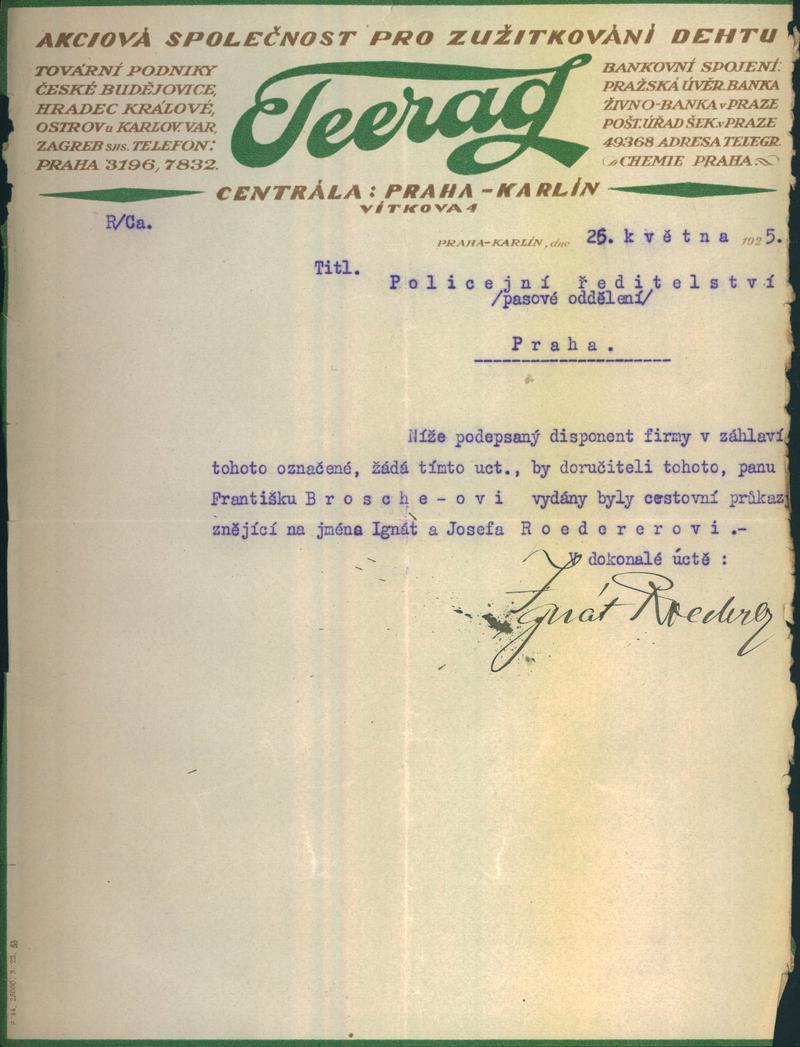 AKCIOVÁ SPOLEČNOST PRO ZUŽITKOVÁNÍ DEHTU
TOVÁRNÍ PODNIKY
ČESKÉ BUDĚJOVICE,
HRADEC KRÁLOVÉ,
OSTROV u KARLOV. VAR,
ZAGREB SHS. TELEFON:
PRAHA 3196, 7832.
Teerag
BANKOVNÍ SPOJENÍ:
PRAŽSKÁ ÚVĚR. BANKA
ŽIVNO-BANKA v PRAZE
POŠT. ÚŘAD ŠEK. v PRAZE
49368 ADRESA TELEGR.
CHEMIE PRAHA
CENTRÁLA: PRAHA-KARLÍN
VÍTKOVA 4
R/Ca.
PRAHA-KARLÍN, dne 26. května 1925.
Titl.
Policejní ředitelství
/pasové oddělení/
Praha.
Níže podepsaný disponent firmy v záhlaví
tohoto označené, žádá tímto uct., by doručiteli tohoto, panu
Františku Brosche-ovi vydány byly cestovní průkaz
znějící na jména Ignát a Josefa Roedererovi.-
V dokonalé úctě :
Ignát Roederer